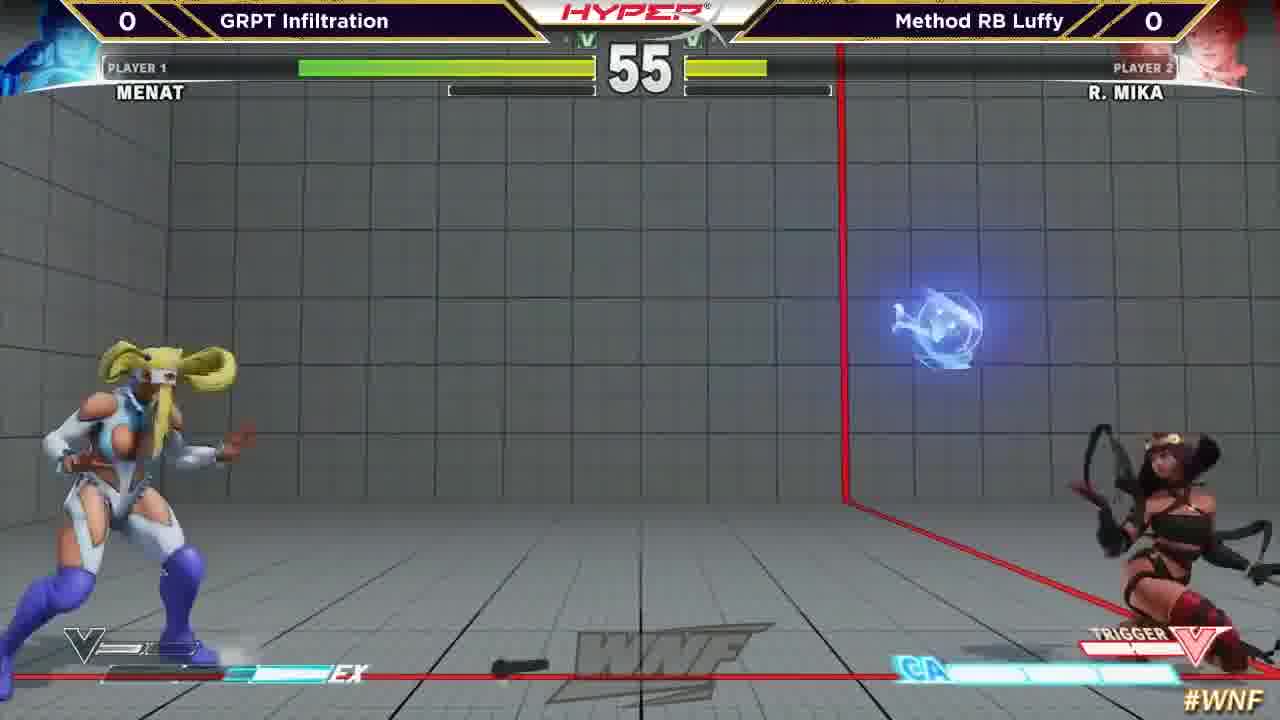 0 GRPT Infiltration
HYPERX
Method RB Luffy 0
V
V
PLAYER 1
55
PLAYER 2
MENAT
R. MIKA
V
EX
WNF
TRIGGER V
CA
#WNF